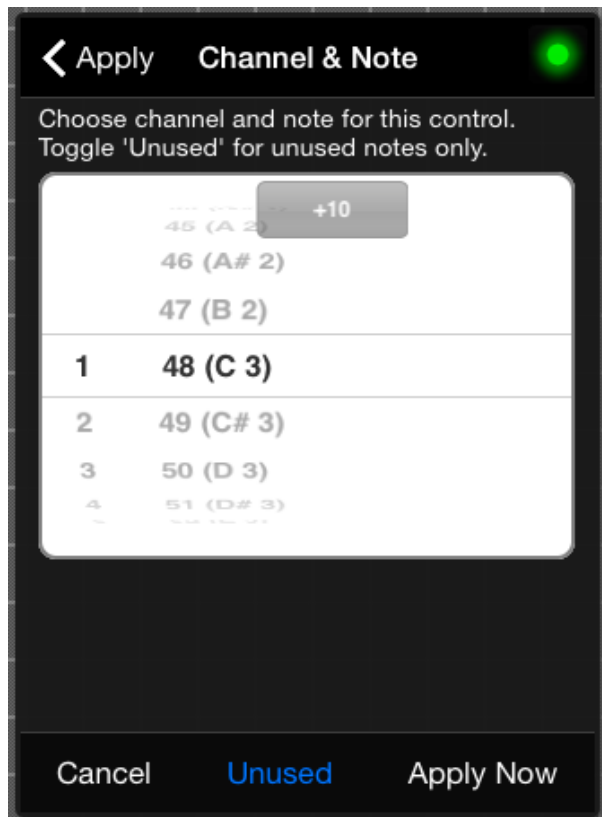 Apply Channel & Note
Choose channel and note for this control.
Toggle 'Unused' for unused notes only.
+10
45 (A 2)
46 (A# 2)
47 (B 2)
1 48 (C 3)
2 49 (C# 3)
3 50 (D 3)
4 51 (D# 3)
Cancel Unused Apply Now